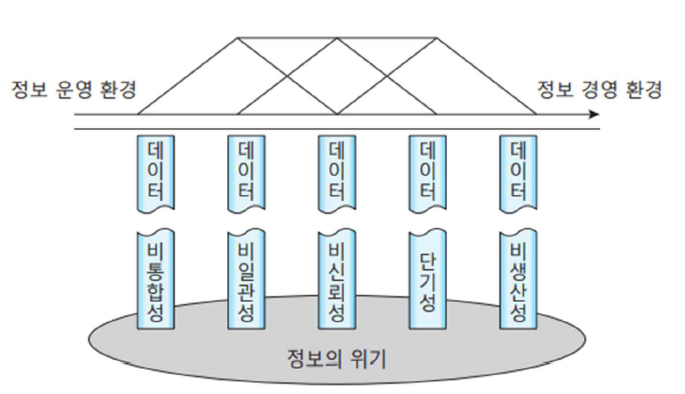 정보 운영 환경
정보 경영 환경
데이터
데이터
데이터
데이터
데이터
비통합성
비일관성
비신뢰성
단기성
비생산성
정보의 위기